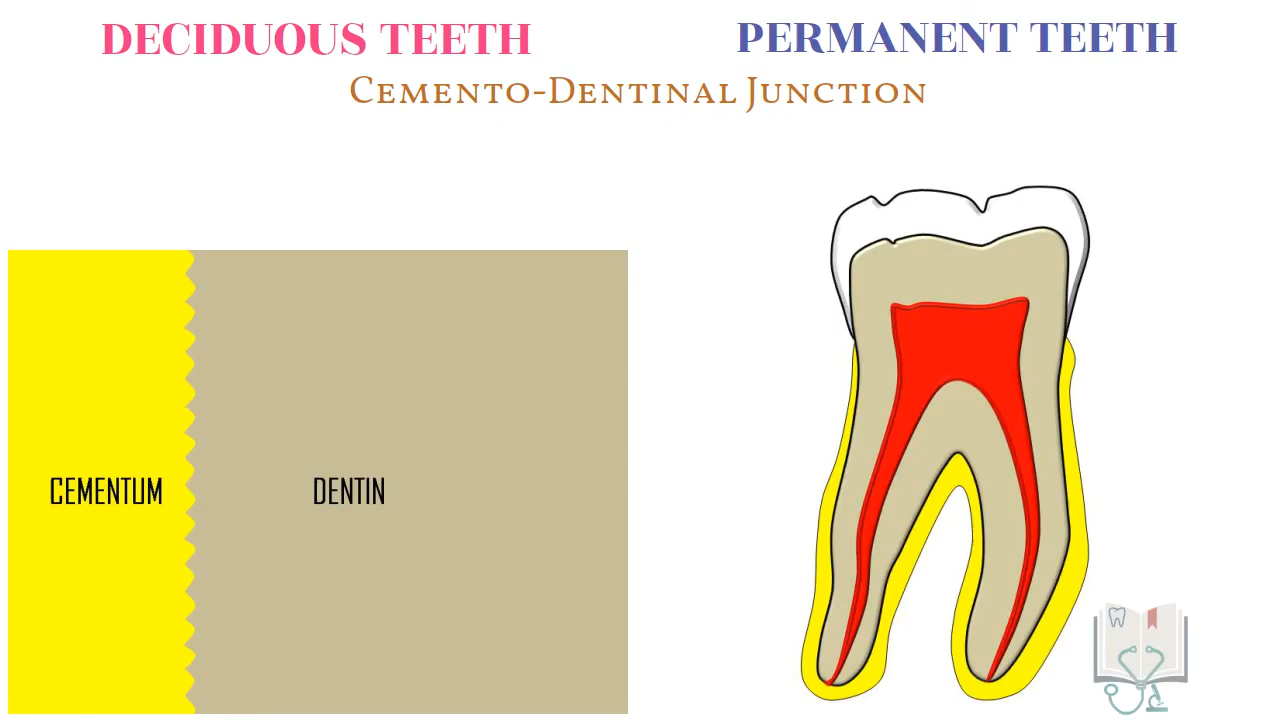 DECIDUOUS TEETH
PERMANENT TEETH
Cemento-Dentinal Junction
CEMENTUM
DENTIN